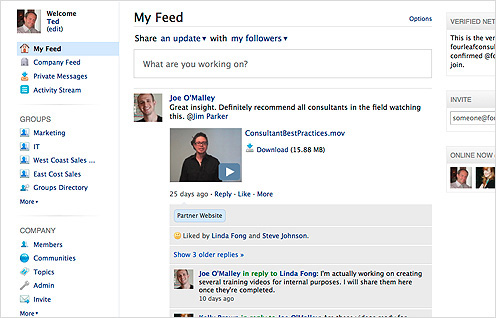 Welcome
Ted
(edit)
My Feed
Company Feed
Private Messages
Activity Stream
GROUPS
Marketing
IT
West Coast Sales ...
East Cost Sales
Groups Directory
More ▾
COMPANY
Members
Communities
Topics
Admin
Invite
More ▾
My Feed
Options
Share an update ▾ with my followers ▾
What are you working on?
Joe O'Malley
Great insight. Definitely recommend all consultants in the field watching
this. @Jim Parker
ConsultantBestPractices.mov
Download (15.88 MB)
25 days ago · Reply · Like · More
Partner Website
Liked by Linda Fong and Steve Johnson.
Show 3 older replies »
Joe O'Malley in reply to Linda Fong: I'm actually working on creating
several training videos for internal purposes. I will share them here
once they're completed.
10 days ago
VERIFIED NET
This is the ver
fourleafconsul
confirmed @fo
join.
INVITE
someone@fo
ONLINE NOW